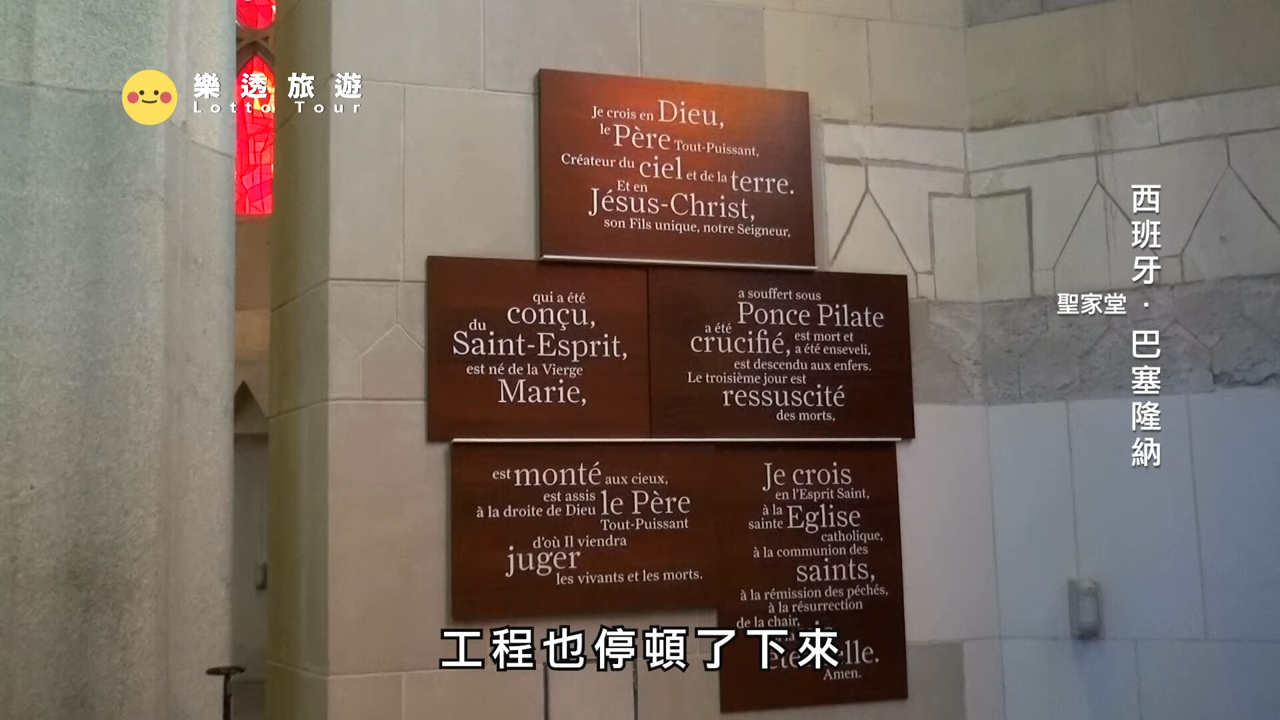 樂透旅遊
Lotto Tour
Je crois en Dieu,
le Père Tout-Puissant,
Créateur du ciel et de la terre.
Et en
Jésus-Christ,
son Fils unique, notre Seigneur,
qui a été
conçu,
du
Saint-Esprit,
est né de la Vierge
Marie,
a souffert sous
Ponce Pilate
a été
crucifié, est mort et
a été enseveli,
est descendu aux enfers.
Le troisième jour est
ressuscité
des morts,
est monté aux cieux,
est assis
à la droite de Dieu le Père
Tout-Puissant
d'où Il viendra
juger
les vivants et les morts.
Je crois
en l'Esprit Saint,
à la
sainte Eglise
catholique,
à la communion des
saints,
à la rémission des péchés,
à la résurrection
de la chair,
Amen.
西班牙·巴塞隆納
聖家堂
工程也停頓了下來